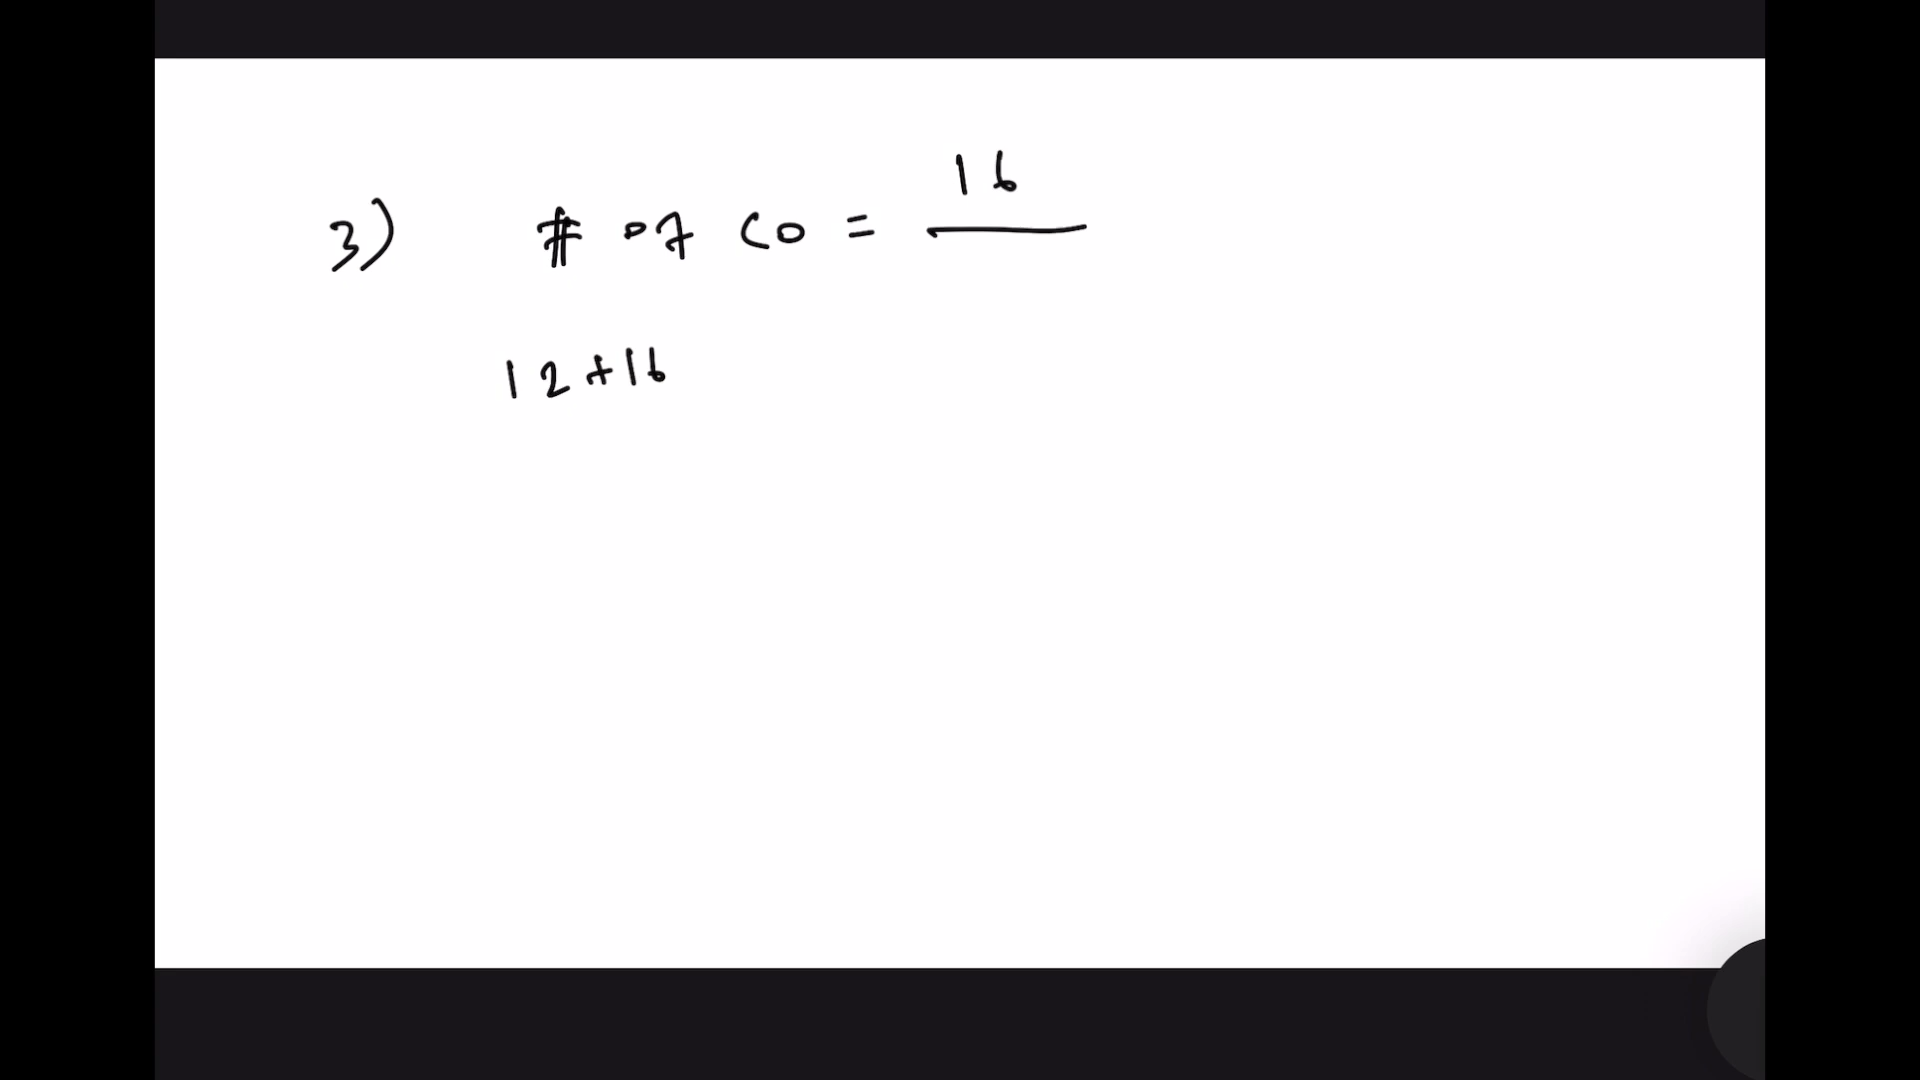 3) # of CO = 16/
12+16